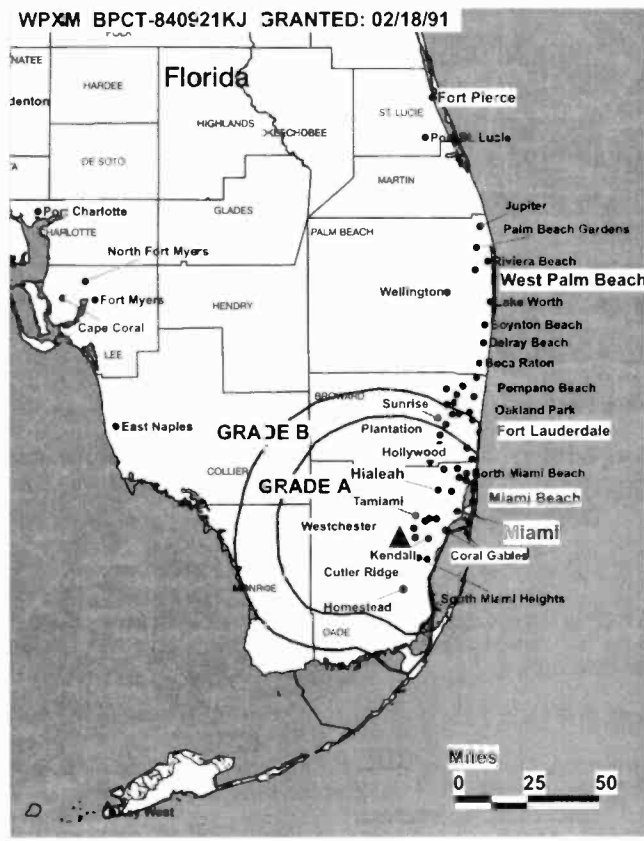 WPXM BPCT-840921KJ GRANTED: 02/18/91
NATEE
HARDEE
Florida
denton
HIGHLANDS
ST. LUCIE
Fort Pierce
DE SOTO
MARTIN
Port Charlotte
CHARLOTTE
GLADES
PALM BEACH
Jupiter
Palm Beach Gardens
North Fort Myers
Riviera Beach
West Palm Beach
Wellington
Fort Myers
HENDRY
Lake Worth
Cape Coral
Boynton Beach
LEE
Delray Beach
Boca Raton
BROWARD
Pompano Beach
Sunrise
Oakland Park
East Naples
GRADE B
Plantation
Fort Lauderdale
Hollywood
COLLIER
Hialeah
North Miami Beach
GRADE A
Miami Beach
Tamiami
Westchester
Miami
Kendall
Coral Gables
Cutler Ridge
MONROE
Homestead
South Miami Heights
DADE
Miles
0 25 50
Key West